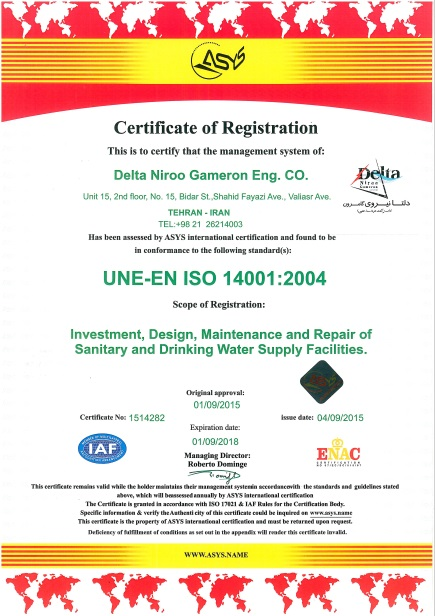 ASYS
Certificate of Registration
This is to certify that the management system of:
Delta Niroo Gameron Eng. CO.
Unit 15, 2nd floor, No. 15, Bidar St.,Shahid Fayazi Ave., Valiasr Ave.
TEHRAN - IRAN
TEL:+98 21 26214003
Delta
Niroo
Gameron
دلتا نیروی گامرون
Has been assessed by ASYS international certification and found to be
in conformance to the following standard(s):
UNE-EN ISO 14001:2004
Scope of Registration:
Investment, Design, Maintenance and Repair of
Sanitary and Drinking Water Supply Facilities.
ASYS
Original approval:
01/09/2015
Certificate No: 1514282
issue date: 04/09/2015
Expiration date:
01/09/2018
IAF
ENAC
CERTIFICATION
Managing Director:
Roberto Dominge
This certificate remains valid while the holder maintains their management systemin accordancewith the standards and guidelines stated
above, which will beassessed annually by ASYS international certification
The Certificate is granted in accordance with ISO 17021 & IAF Rules for the Certification Body.
Specific information & verify the Authenti city of this certificate could be inquired on www.asys.name
This certificate is the property of ASYS international certification and must be returned upon request.
Deficiency of fulfillment of conditions as set out in the appendix will render this certificate invalid.
WWW.ASYS.NAME